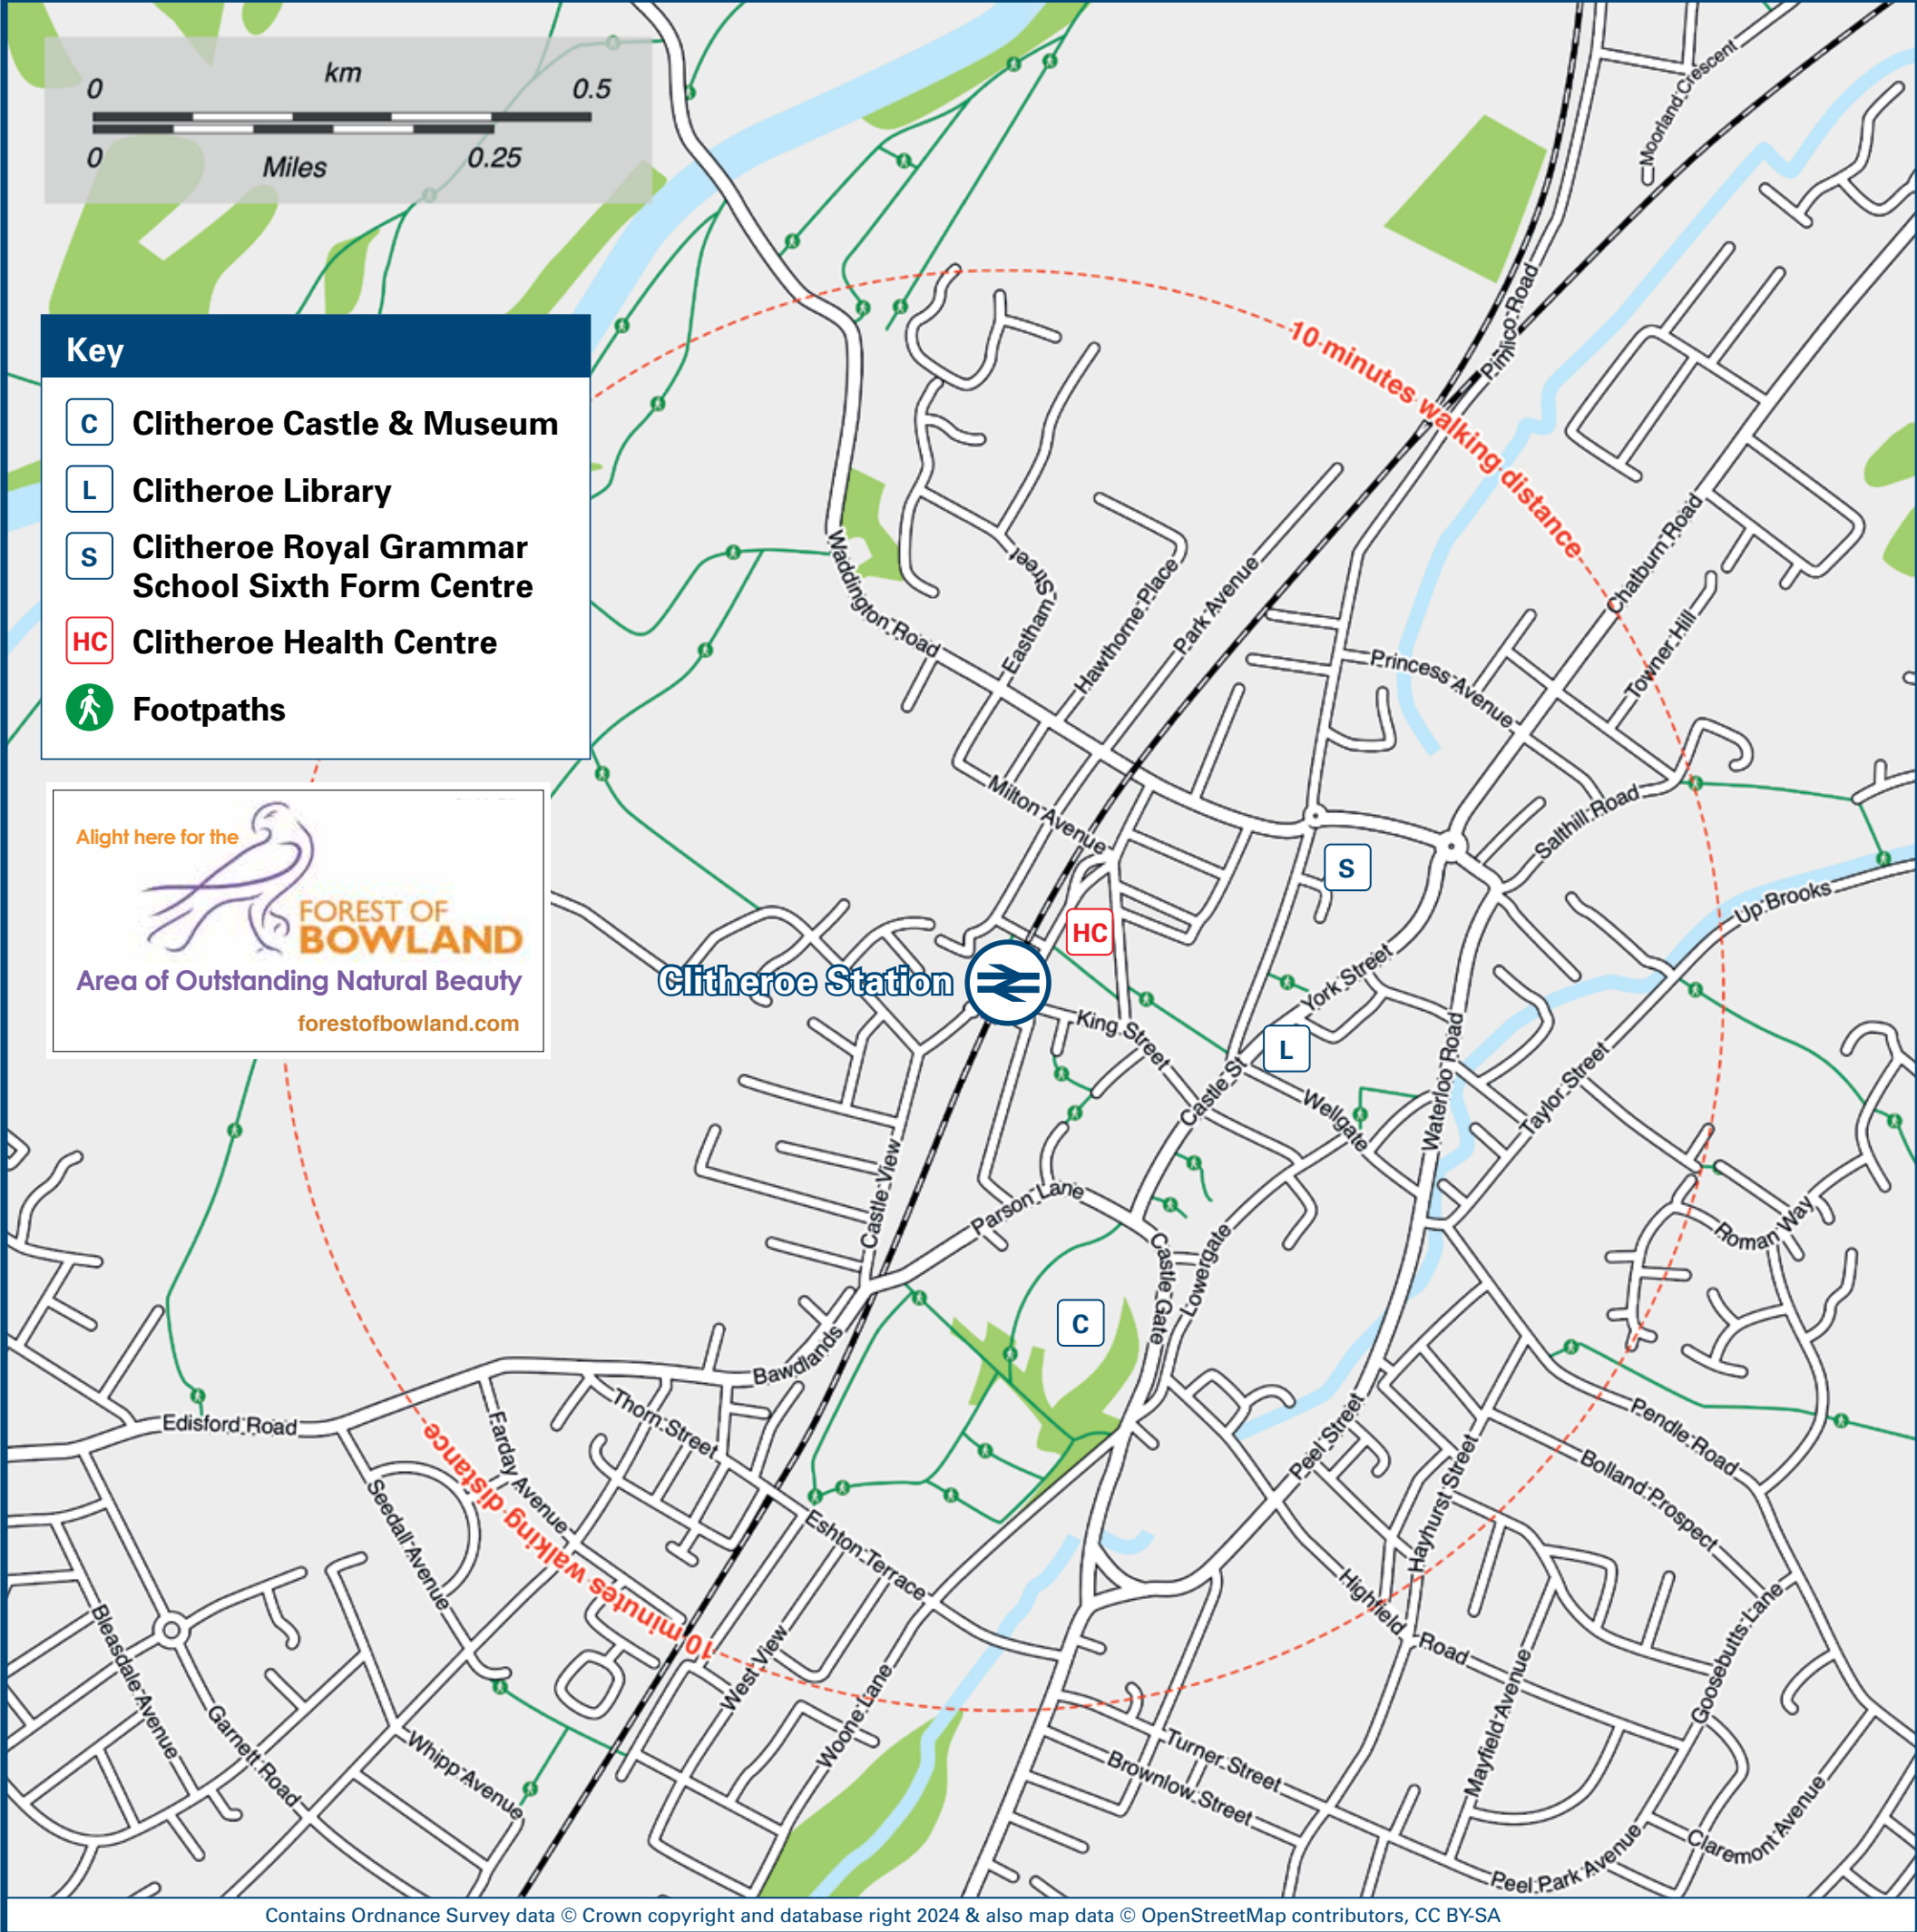 km
0 0.5
0 0.25
Miles
Key
C Clitheroe Castle & Museum
L Clitheroe Library
S Clitheroe Royal Grammar
School Sixth Form Centre
HC Clitheroe Health Centre
Footpaths
Alight here for the
FOREST OF
BOWLAND
Area of Outstanding Natural Beauty
forestofbowland.com
Moorland Crescent
Pimlico Road
10 minutes walking distance
Chatburn Road
Towner Hill
Waddington Road
Eastham Street
Hawthorne Place
Park Avenue
Princess Avenue
Milton Avenue
Salthill Road
Up Brooks
S
HC
Clitheroe Station
York Street
King Street
L
Castle St
Wellgate
Waterloo Road
Taylor Street
Castle View
Parson Lane
Castle Gate
Lowergate
Roman Way
C
Bawdlands
Edisford Road
Thorn Street
Farday Avenue
Seedall Avenue
10 minutes walking distance
Eshton Terrace
Peel Street
Hayhurst Street
Pendle Road
Bolland Prospect
Highfield Road
Goosebutts Lane
Mayfield Avenue
Bleasdale Avenue
Garnett Road
Whipp Avenue
West View
Woone Lane
Turner Street
Brownlow Street
Claremont Avenue
Peel Park Avenue
Contains Ordnance Survey data © Crown copyright and database right 2024 & also map data © OpenStreetMap contributors, CC BY-SA